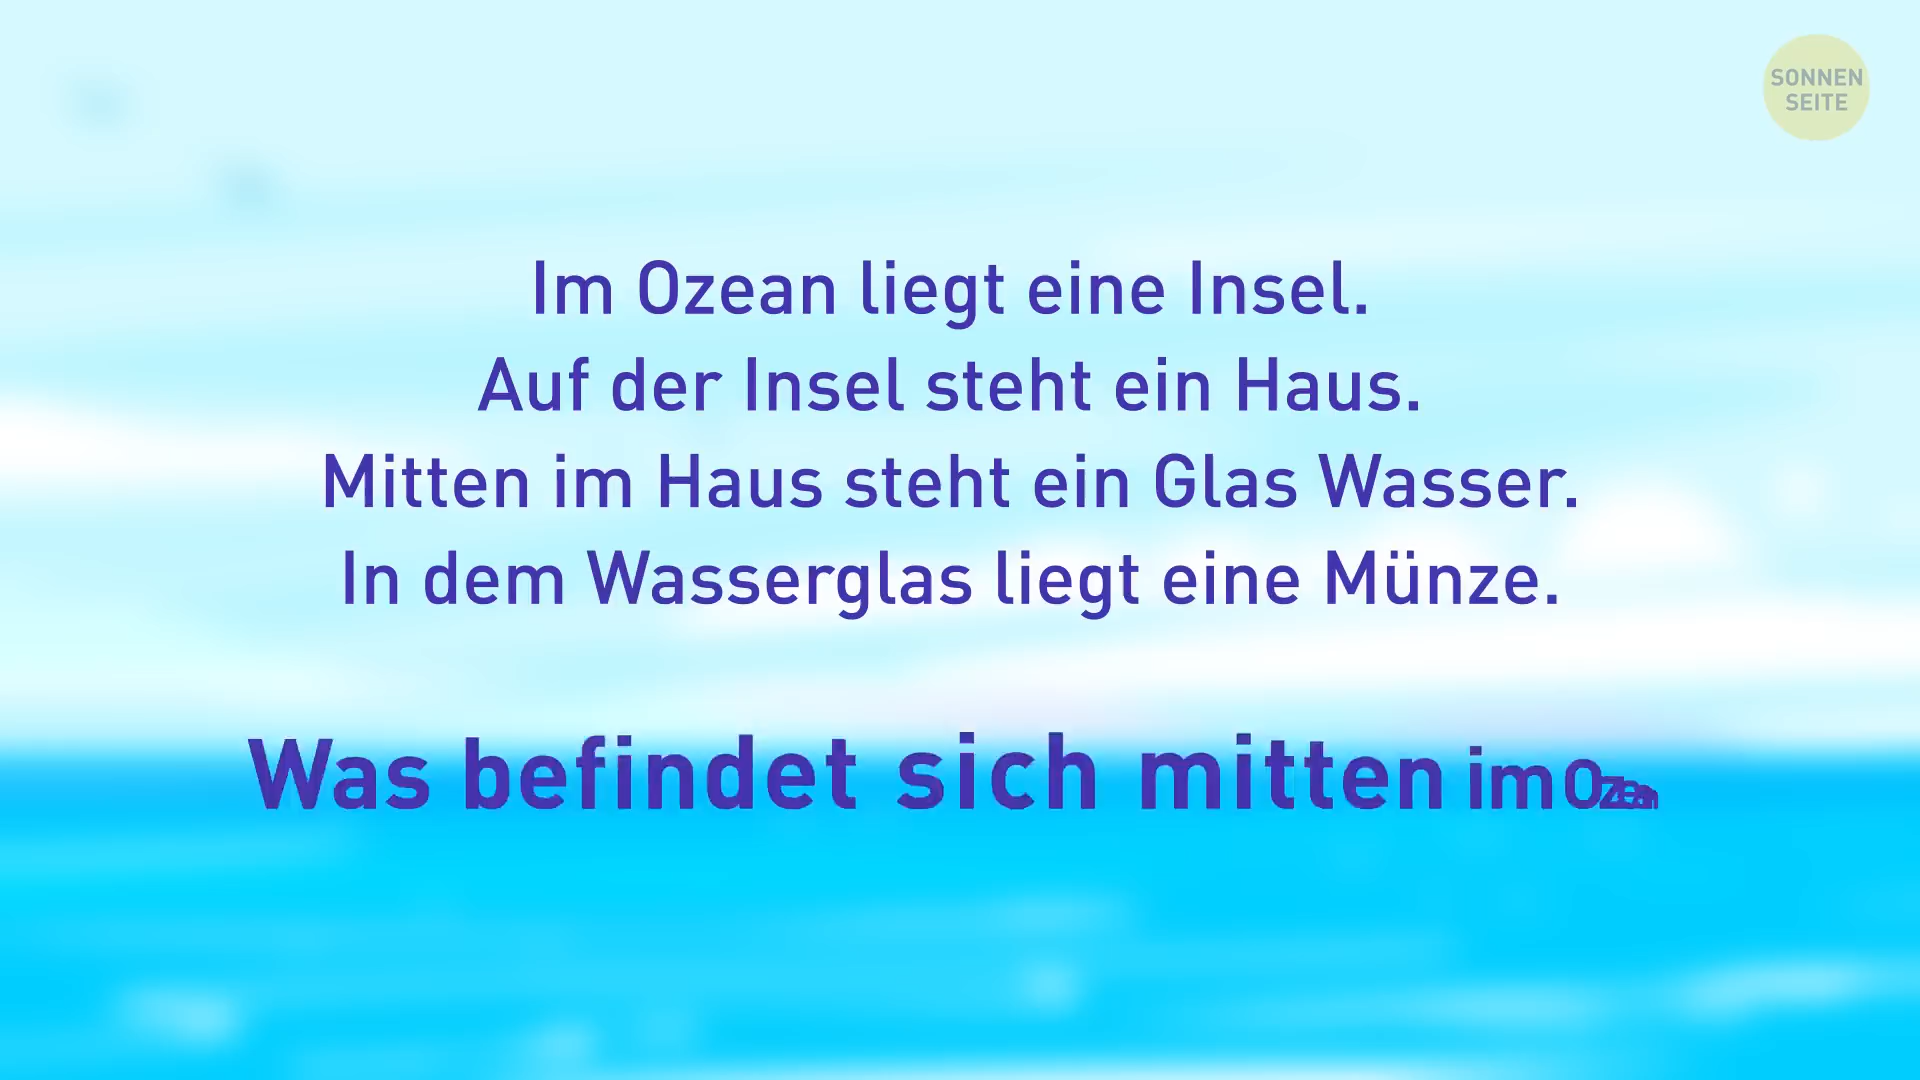 SONNEN
SEITE
Im Ozean liegt eine Insel.
Auf der Insel steht ein Haus.
Mitten im Haus steht ein Glas Wasser.
In dem Wasserglas liegt eine Münze.
Was befindet sich mitten im Ozean